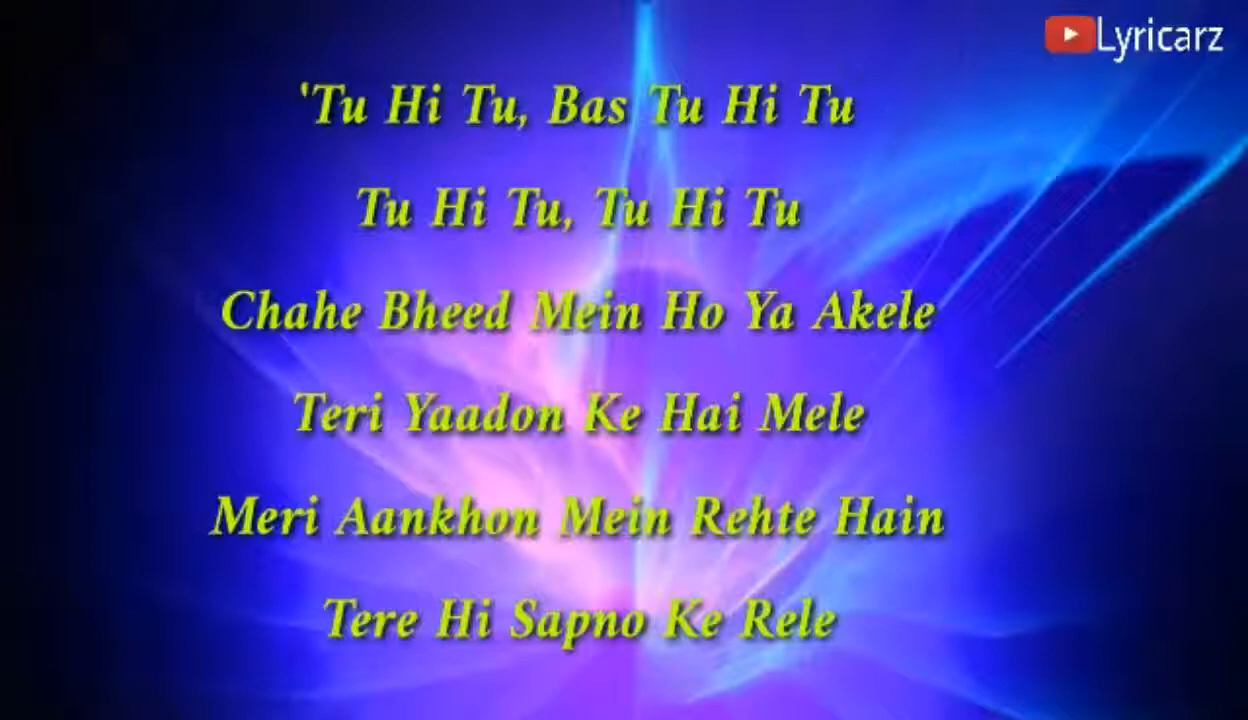 Lyricarz
'Tu Hi Tu, Bas Tu Hi Tu
Tu Hi Tu, Tu Hi Tu
Chahe Bheed Mein Ho Ya Akele
Teri Yaadon Ke Hai Mele
Meri Aankhon Mein Rehte Hain
Tere Hi Sapno Ke Rele